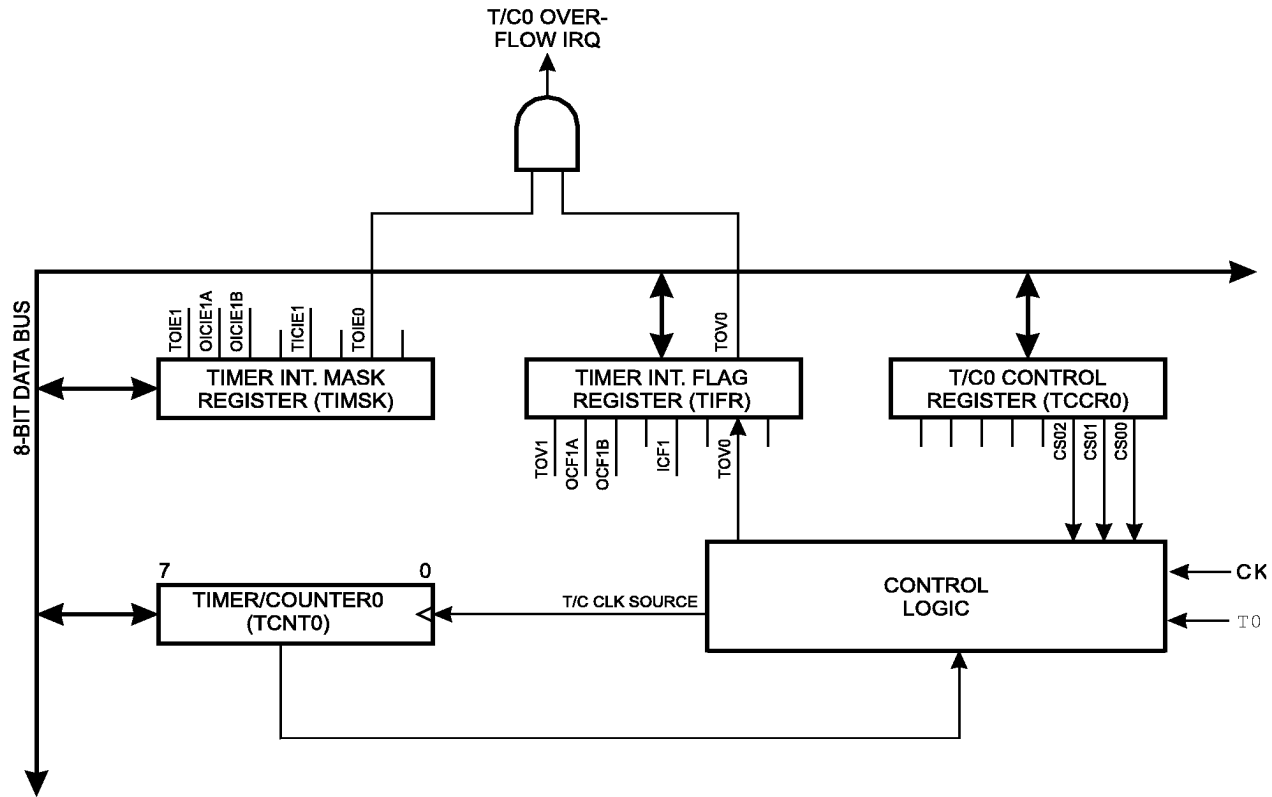 T/C0 OVER-
FLOW IRQ
8-BIT DATA BUS
TOIE1
OICIE1A
OICIE1B
TICIE1
TOIE0
TOV0
TIMER INT. MASK
REGISTER (TIMSK)
TIMER INT. FLAG
REGISTER (TIFR)
T/C0 CONTROL
REGISTER (TCCR0)
TOV1
OCF1A
OCF1B
ICF1
TOV0
CS02
CS01
CS00
7
0
TIMER/COUNTER0
(TCNT0)
T/C CLK SOURCE
CONTROL
LOGIC
CK
T0